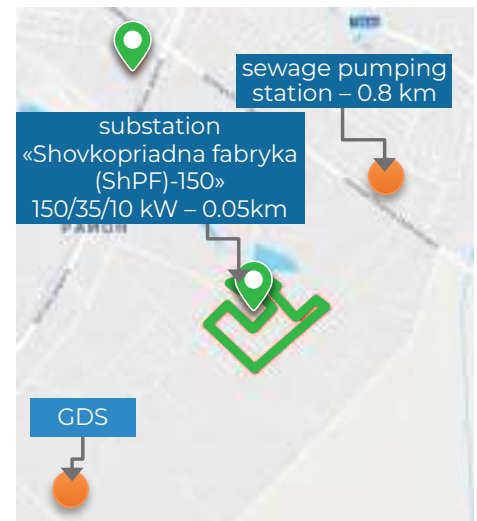 sewage pumping
station – 0.8 km
substation
«Shovkopriadna fabryka
(ShPF)-150»
150/35/10 kW – 0.05km
GDS